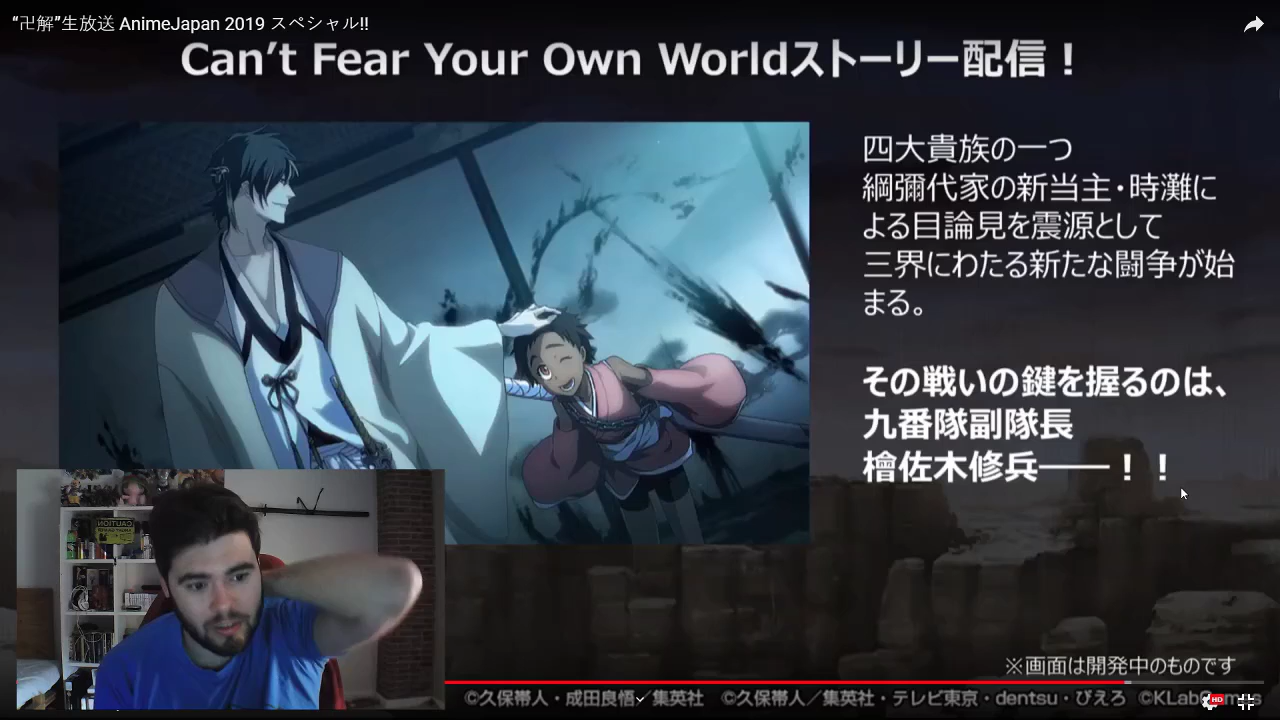 “卍解”生放送 AnimeJapan 2019 スペシャル!!
Can’t Fear Your Own Worldストーリー配信！
四大貴族の一つ
綱彌代家の新当主・時灘に
よる目論見を震源として
三界にわたる新たな闘争が始
まる。
その戦いの鍵を握るのは、
九番隊副隊長
檜佐木修兵――！！
CAUTION
※画面は開発中のものです
©久保帯人・成田良悟／集英社 ©久保帯人／集英社・テレビ東京・dentsu・ぴえろ ©KLabGames
HD